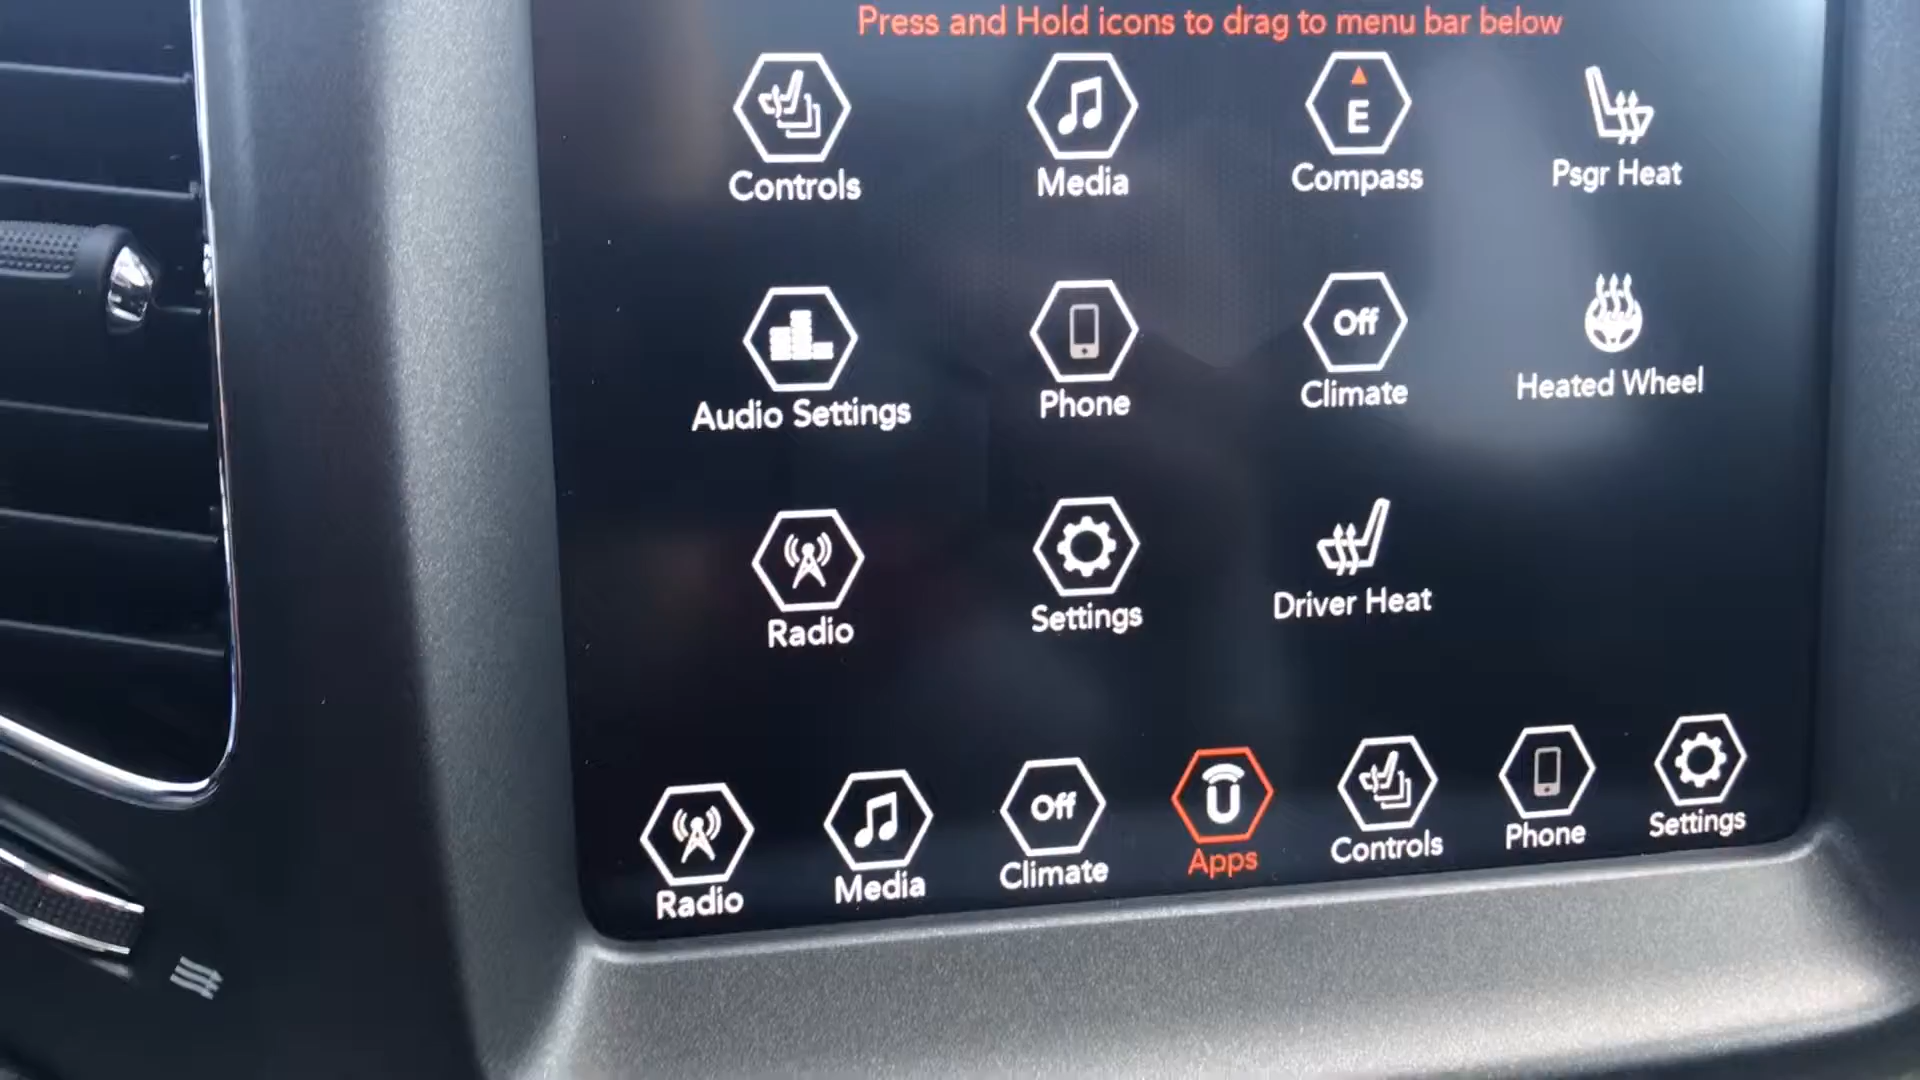 Press and Hold icons to drag to menu bar below
Controls
Media
E
Compass
Psgr Heat
Audio Settings
Phone
Off
Climate
Heated Wheel
Radio
Settings
Driver Heat
Radio
Media
Off
Climate
U
Apps
Controls
Phone
Settings